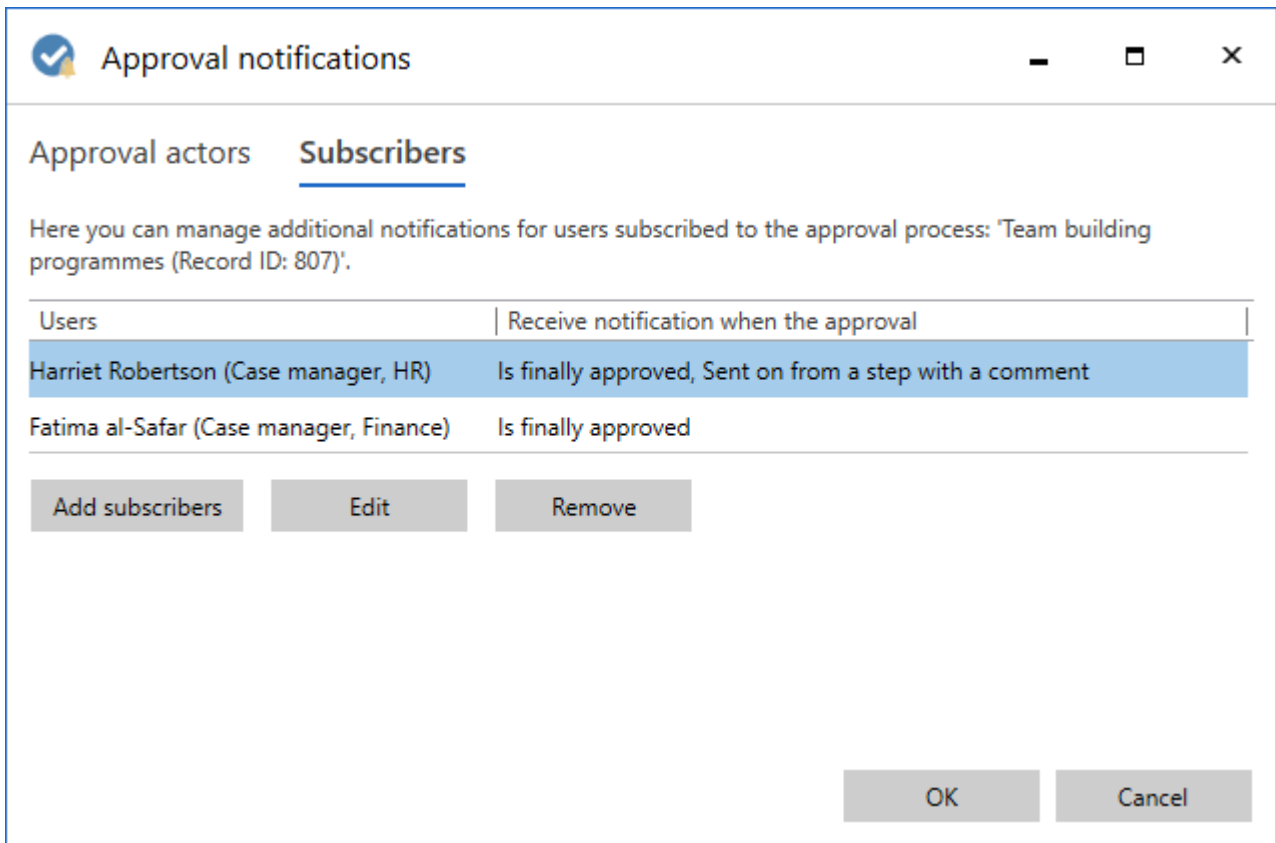 Approval notifications
Approval actors Subscribers
Here you can manage additional notifications for users subscribed to the approval process: 'Team building
programmes (Record ID: 807)'.
Users Receive notification when the approval
Harriet Robertson (Case manager, HR) Is finally approved, Sent on from a step with a comment
Fatima al-Safar (Case manager, Finance) Is finally approved
Add subscribers Edit Remove
OK Cancel